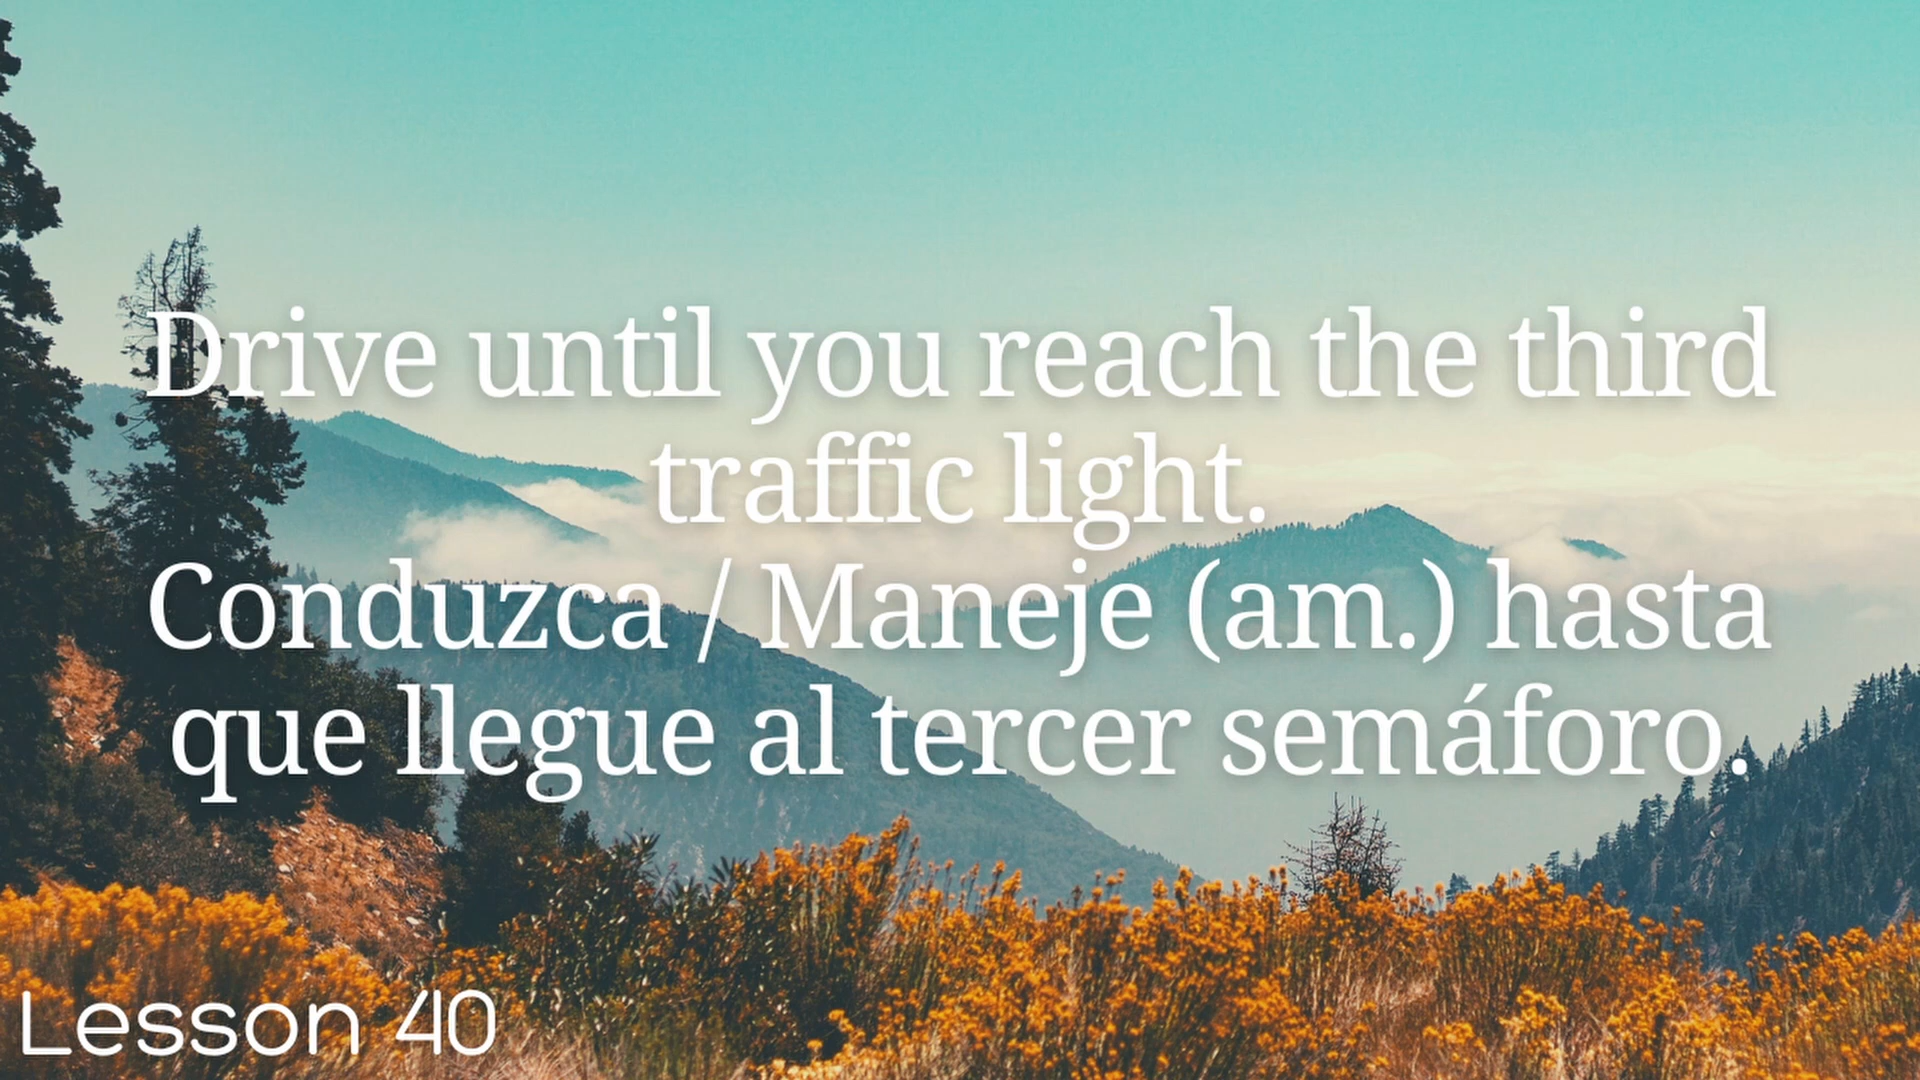 Drive until you reach the third
traffic light.
Conduzca / Maneje (am.) hasta
que llegue al tercer semáforo.
Lesson 40